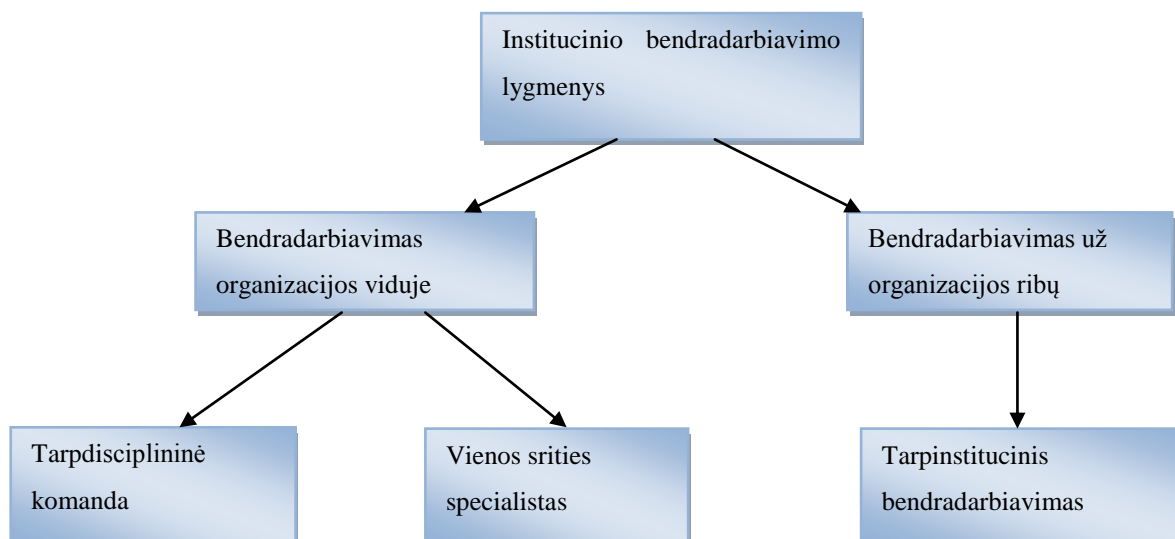 Institucinio bendradarbiavimo
lygmenys
Bendradarbiavimas
organizacijos viduje
Bendradarbiavimas už
organizacijos ribų
Tarpdisciplininė
komanda
Vienos srities
specialistas
Tarpinstitucinis
bendradarbiavimas